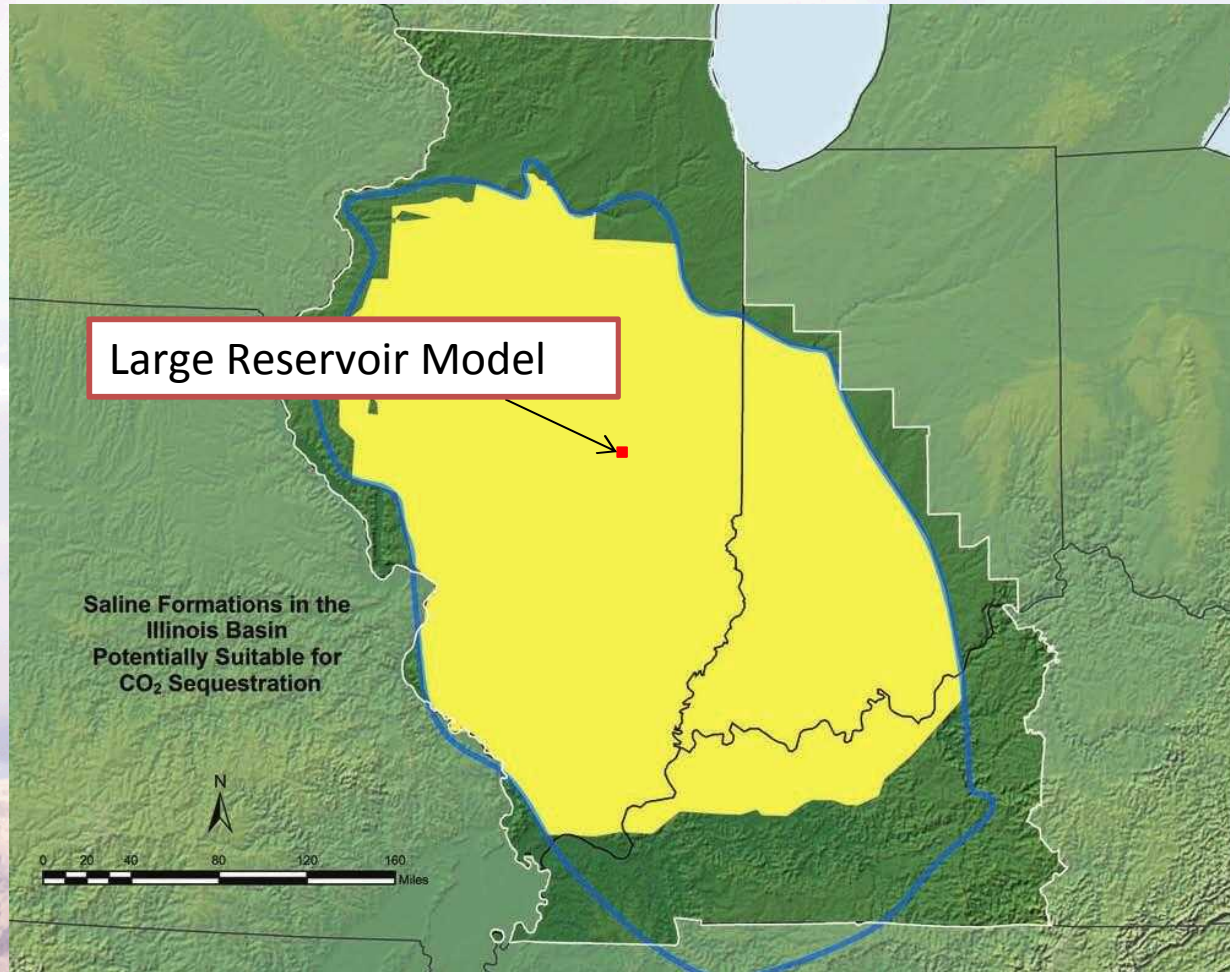 Large Reservoir Model
Saline Formations in the
Illinois Basin
Potentially Suitable for
CO₂ Sequestration
N
0 20 40 80 120 160
Miles